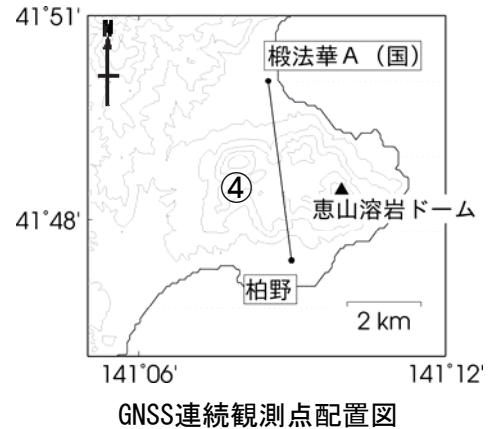 41°51'
N
椴法華A（国）
④
恵山溶岩ドーム
41°48'
柏野
2 km
141°06'
141°12'
GNSS連続観測点配置図